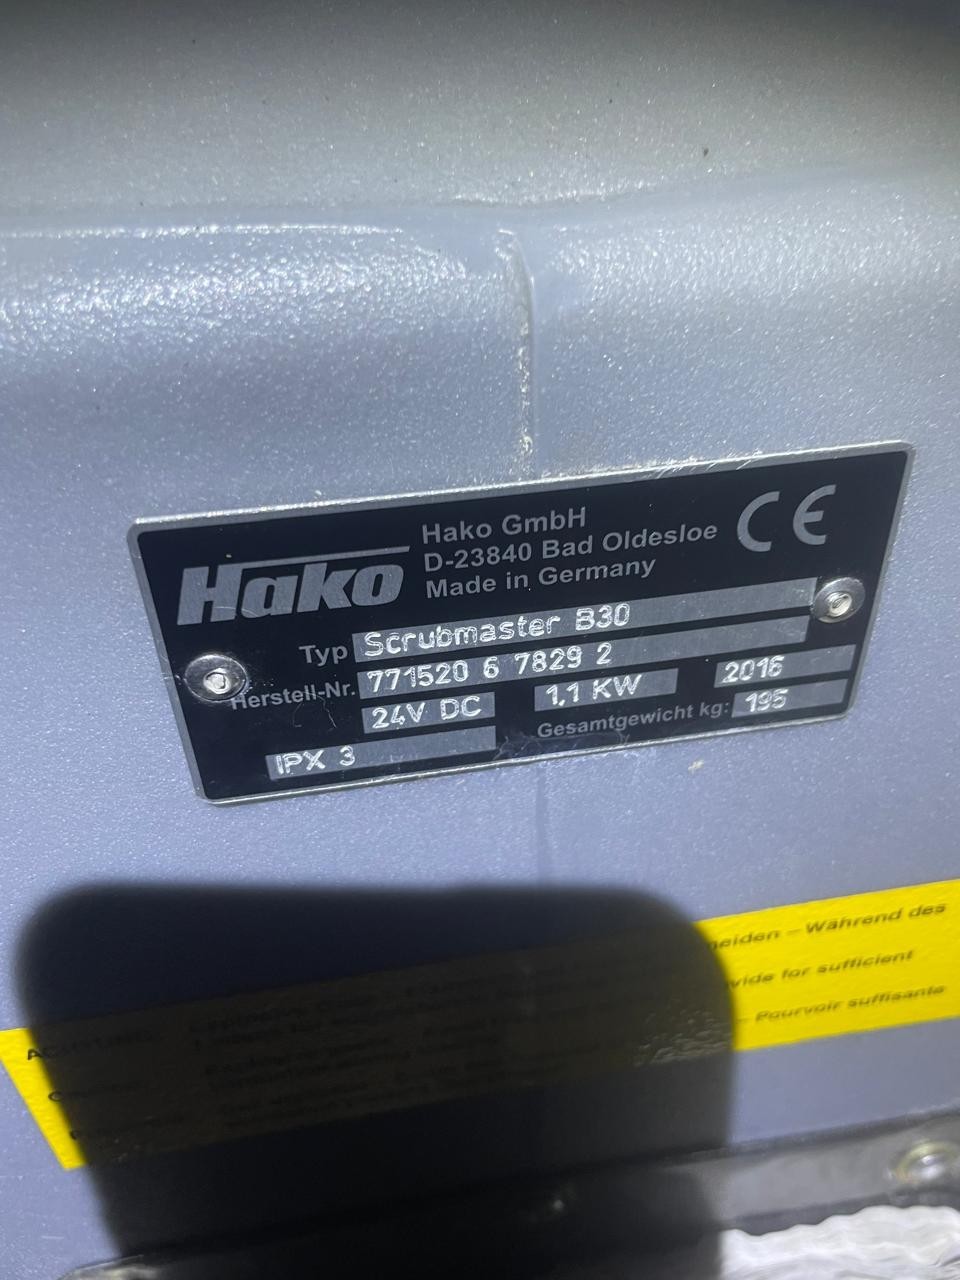 Hako
Hako GmbH
D-23840 Bad Oldesloe
Made in Germany
CE
Typ Scrubmaster B30
Herstell-Nr. 771520 6 7829 2
24V DC 1,1 KW 2016
IPX 3 Gesamtgewicht kg: 195
– Während des
for sufficient
– Pourvoir suffisante